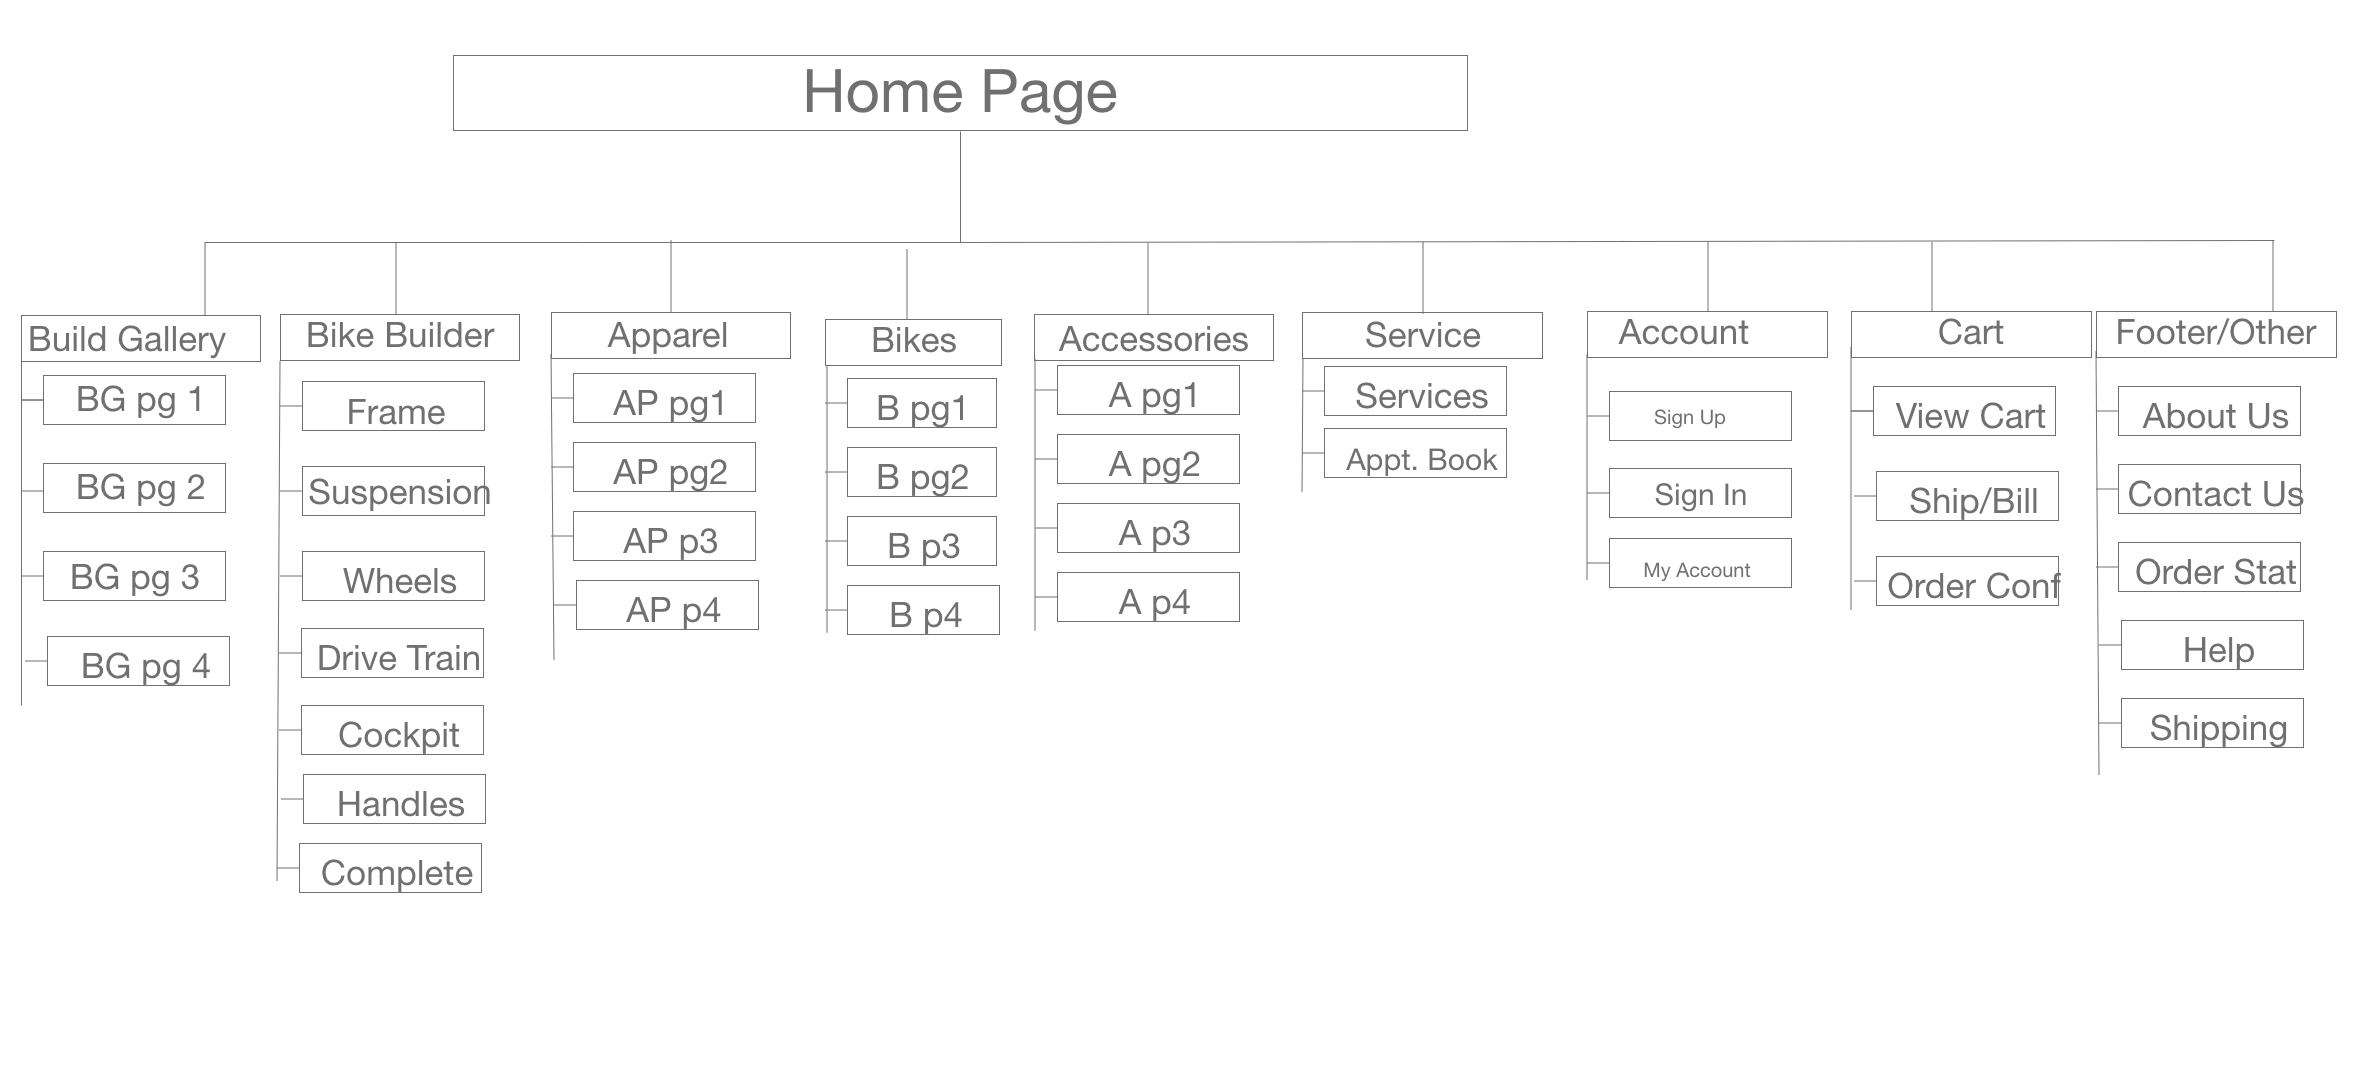 Home Page
Build Gallery
BG pg 1
BG pg 2
BG pg 3
BG pg 4
Bike Builder
Frame
Suspension
Wheels
Drive Train
Cockpit
Handles
Complete
Apparel
AP pg1
AP pg2
AP p3
AP p4
Bikes
B pg1
B pg2
B p3
B p4
Accessories
A pg1
A pg2
A p3
A p4
Service
Services
Appt. Book
Account
Sign Up
Sign In
My Account
Cart
View Cart
Ship/Bill
Order Conf
Footer/Other
About Us
Contact Us
Order Stat
Help
Shipping